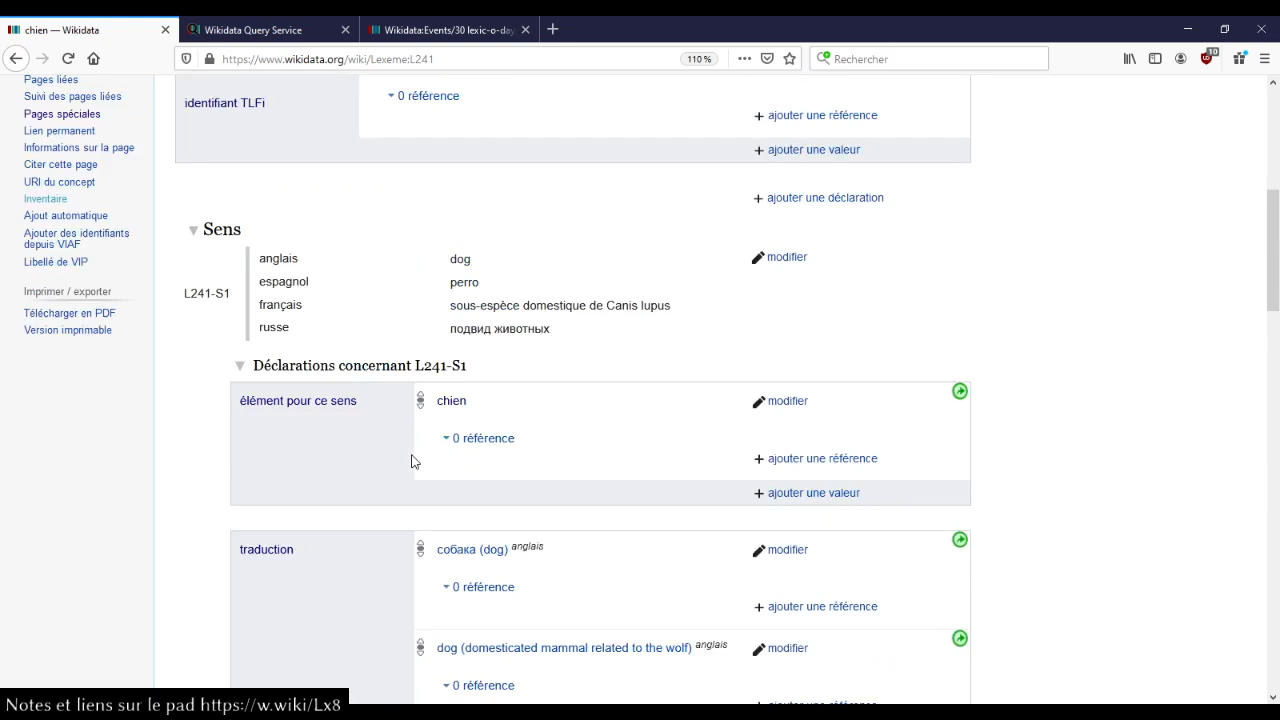 chien — Wikidata
Wikidata Query Service
Wikidata:Events/30 lexic-o-day
https://www.wikidata.org/wiki/Lexeme:L241
110 %
Rechercher
10
Pages liées
Suivi des pages liées
Pages spéciales
Lien permanent
Informations sur la page
Citer cette page
URI du concept
Inventaire
Ajout automatique
Ajouter des identifiants
depuis VIAF
Libellé de VIP
Imprimer / exporter
Télécharger en PDF
Version imprimable
identifiant TLFi
0 référence
+ ajouter une référence
+ ajouter une valeur
+ ajouter une déclaration
Sens
L241-S1
anglais dog
espagnol perro
français sous-espèce domestique de Canis lupus
russe подвид животных
modifier
Déclarations concernant L241-S1
élément pour ce sens
chien
modifier
0 référence
+ ajouter une référence
+ ajouter une valeur
traduction
собака (dog) anglais
modifier
0 référence
+ ajouter une référence
dog (domesticated mammal related to the wolf) anglais
modifier
0 référence
+ ajouter une référence
Notes et liens sur le pad https://w.wiki/Lx8